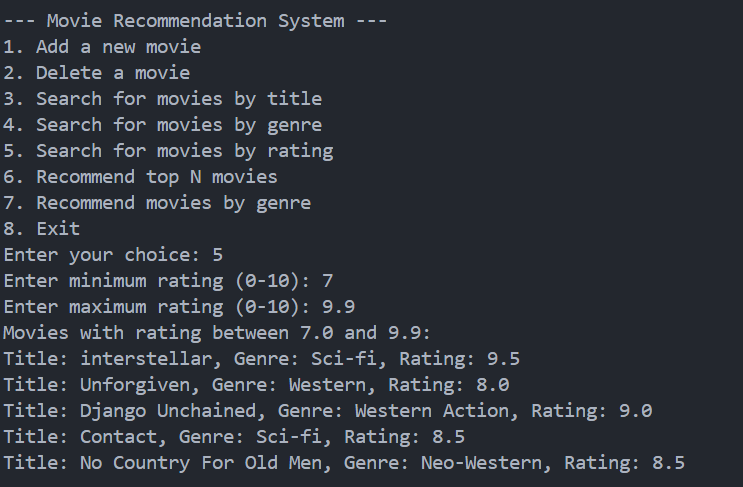 --- Movie Recommendation System ---
1. Add a new movie
2. Delete a movie
3. Search for movies by title
4. Search for movies by genre
5. Search for movies by rating
6. Recommend top N movies
7. Recommend movies by genre
8. Exit
Enter your choice: 5
Enter minimum rating (0-10): 7
Enter maximum rating (0-10): 9.9
Movies with rating between 7.0 and 9.9:
Title: interstellar, Genre: Sci-fi, Rating: 9.5
Title: Unforgiven, Genre: Western, Rating: 8.0
Title: Django Unchained, Genre: Western Action, Rating: 9.0
Title: Contact, Genre: Sci-fi, Rating: 8.5
Title: No Country For Old Men, Genre: Neo-Western, Rating: 8.5